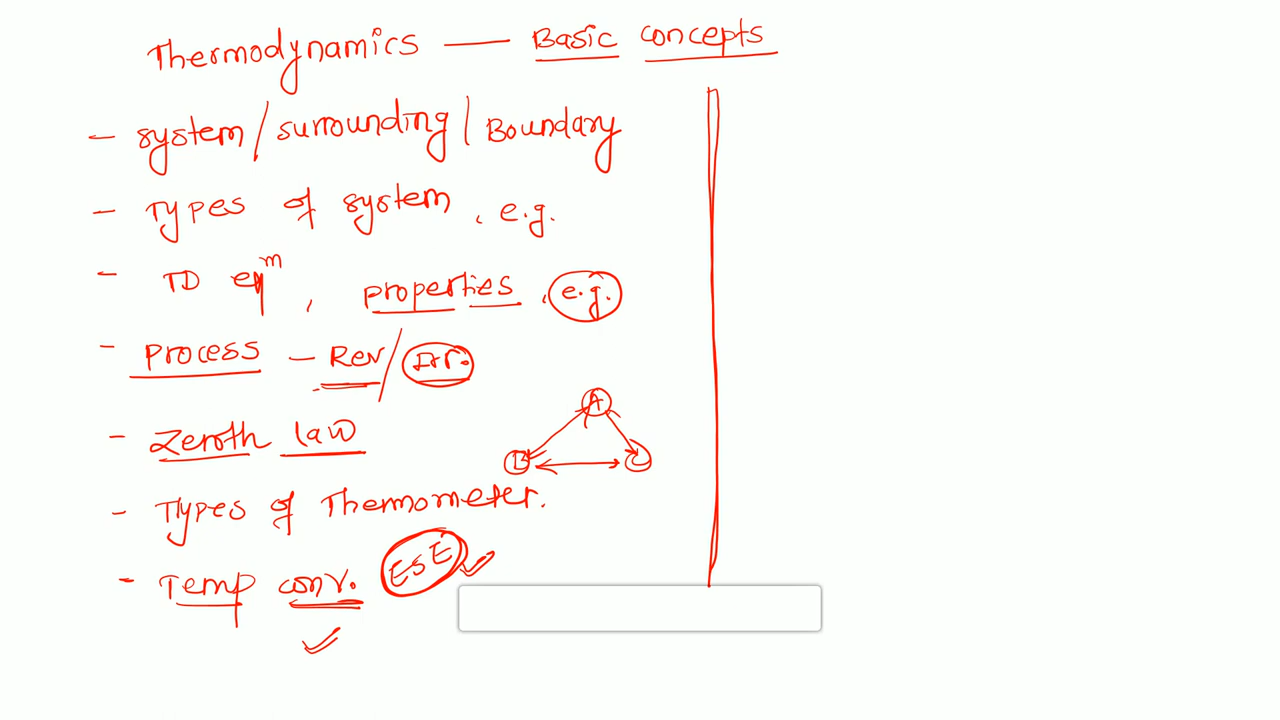 Thermodynamics — Basic concepts
- system / surrounding / Boundary
- Types of system, e.g.
- TD eqm, properties, e.g.
- Process - Rev / Irr.
- Zeroth law
A
B C
- Types of Thermometer.
- Temp conv. ESE